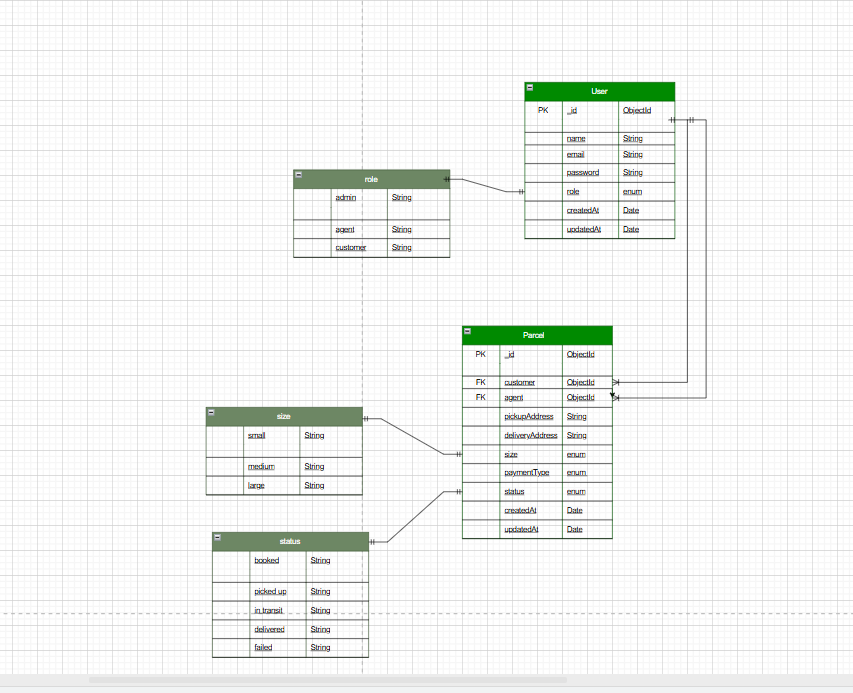 User
PK _id ObjectId
name String
email String
password String
role enum
createdAt Date
updatedAt Date
role
admin String
agent String
customer String
Parcel
PK _id ObjectId
FK customer ObjectId
FK agent ObjectId
pickupAddress String
deliveryAddress String
size enum
paymentType enum
status enum
createdAt Date
updatedAt Date
size
small String
medium String
large String
status
booked String
picked up String
in transit String
delivered String
failed String